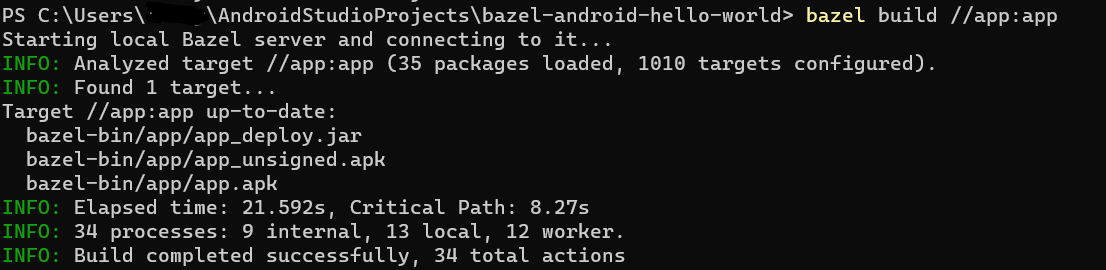 PS C:\Users\ \AndroidStudioProjects\bazel-android-hello-world> bazel build //app:app
Starting local Bazel server and connecting to it...
INFO: Analyzed target //app:app (35 packages loaded, 1010 targets configured).
INFO: Found 1 target...
Target //app:app up-to-date:
  bazel-bin/app/app_deploy.jar
  bazel-bin/app/app_unsigned.apk
  bazel-bin/app/app.apk
INFO: Elapsed time: 21.592s, Critical Path: 8.27s
INFO: 34 processes: 9 internal, 13 local, 12 worker.
INFO: Build completed successfully, 34 total actions